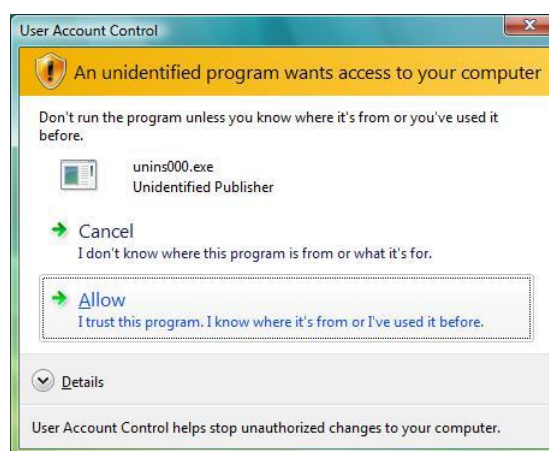 User Account Control
An unidentified program wants access to your computer
Don't run the program unless you know where it's from or you've used it
before.
unins000.exe
Unidentified Publisher
Cancel
I don't know where this program is from or what it's for.
Allow
I trust this program. I know where it's from or I've used it before.
Details
User Account Control helps stop unauthorized changes to your computer.